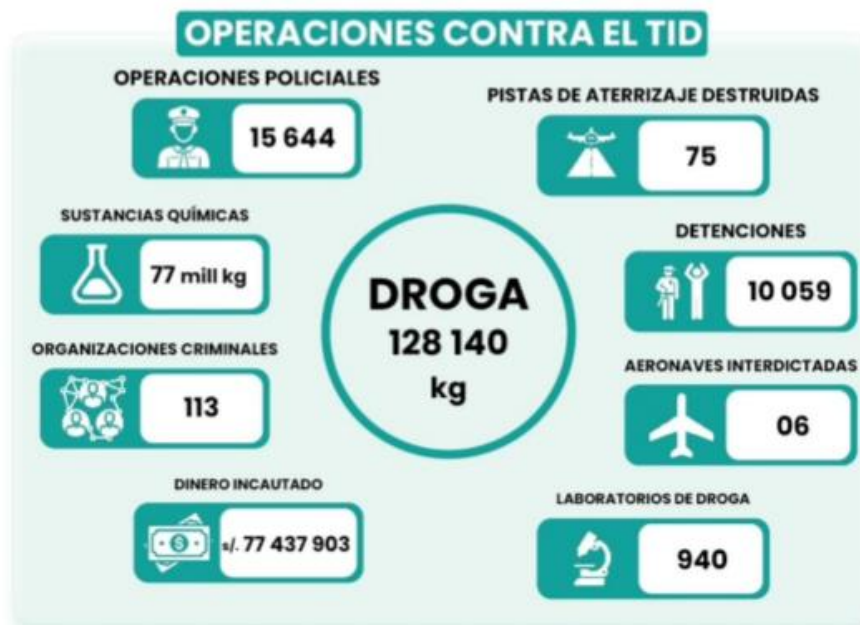 OPERACIONES CONTRA EL TID
OPERACIONES POLICIALES
15 644
PISTAS DE ATERRIZAJE DESTRUIDAS
75
SUSTANCIAS QUÍMICAS
77 mill kg
DETENCIONES
10 059
DROGA
128 140
kg
ORGANIZACIONES CRIMINALES
113
AERONAVES INTERDICTADAS
06
DINERO INCAUTADO
s/. 77 437 903
LABORATORIOS DE DROGA
940